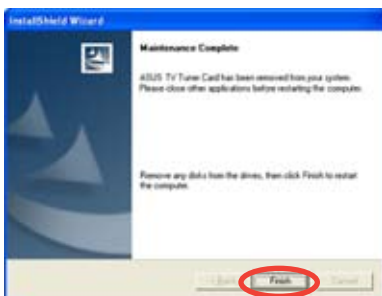 InstallShield Wizard
Maintenance Complete
ASUS TV Tuner Card has been removed from your system.
Please close other applications before restarting the computer.
Remove any disks from the drives, then click Finish to restart
the computer.
< Back
Finish
Cancel